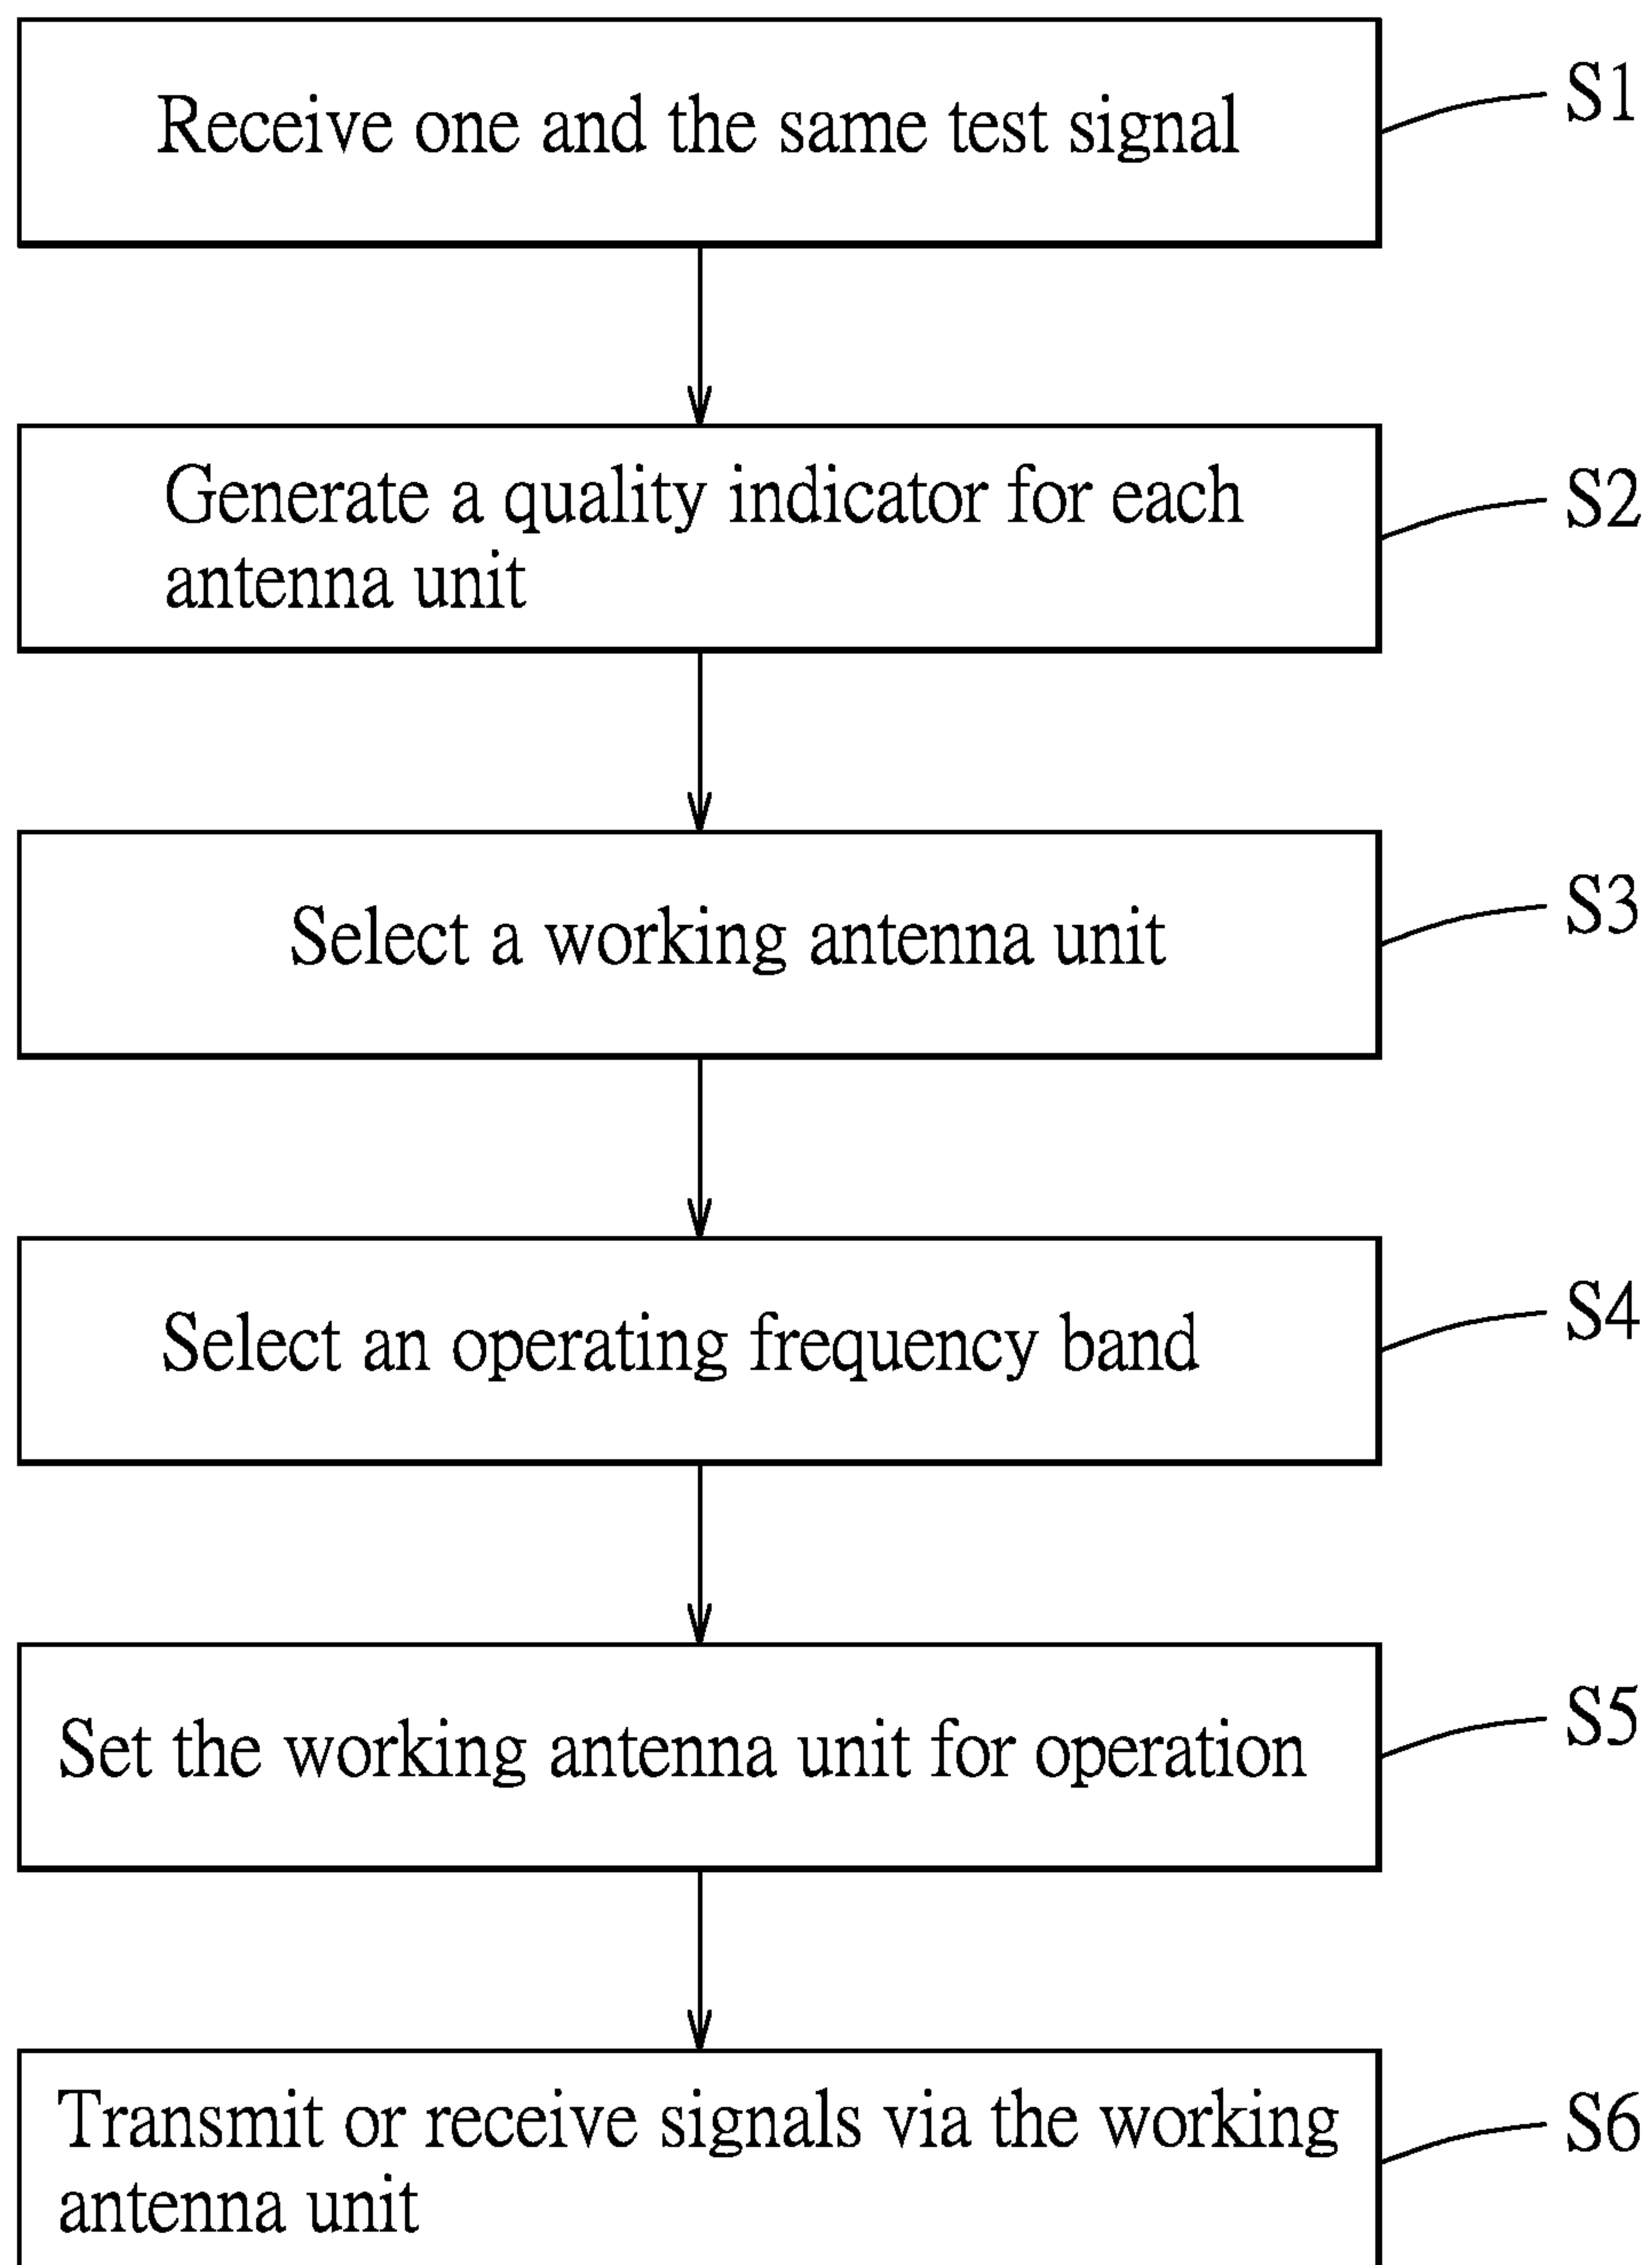 Receive one and the same test signal
S1
Generate a quality indicator for each
antenna unit
S2
Select a working antenna unit
S3
Select an operating frequency band
S4
Set the working antenna unit for operation
S5
Transmit or receive signals via the working
antenna unit
S6